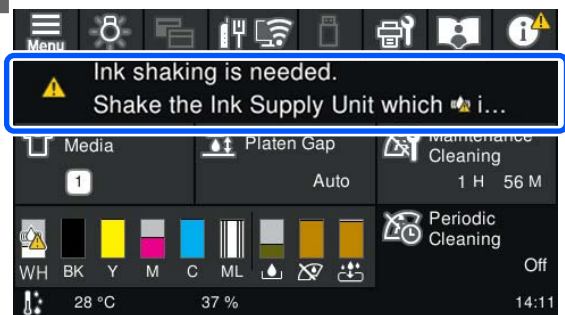 Menu
Ink shaking is needed.
Shake the Ink Supply Unit which i...
Media
1
Platen Gap
Auto
Maintenance
Cleaning
1 H 56 M
WH BK Y M C ML
Periodic
Cleaning
Off
28 °C
37 %
14:11